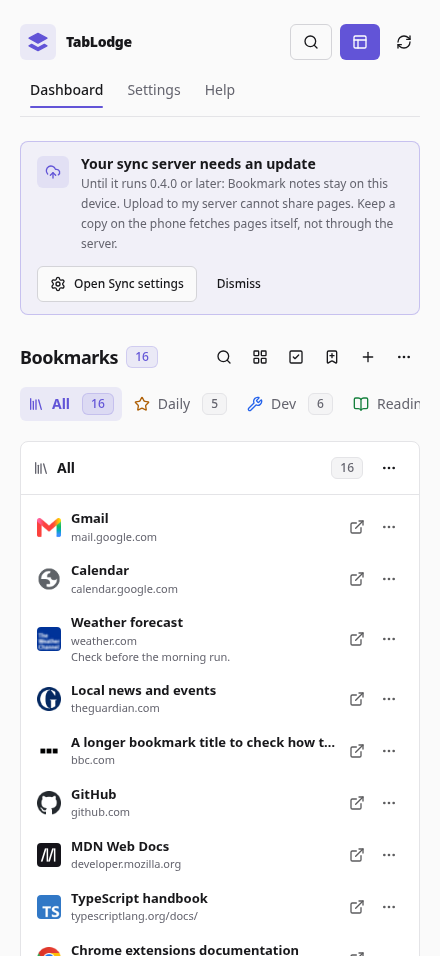 TabLodge
Dashboard Settings Help
Your sync server needs an update
Until it runs 0.4.0 or later: Bookmark notes stay on this
device. Upload to my server cannot share pages. Keep a
copy on the phone fetches pages itself, not through the
server.
Open Sync settings Dismiss
Bookmarks 16
All 16 Daily 5 Dev 6 Readin
All 16
Gmail
mail.google.com
Calendar
calendar.google.com
The Weather Channel
Weather forecast
weather.com
Check before the morning run.
Local news and events
theguardian.com
A longer bookmark title to check how t...
bbc.com
GitHub
github.com
MDN Web Docs
developer.mozilla.org
TS
TypeScript handbook
typescriptlang.org/docs/
Chrome extensions documentation